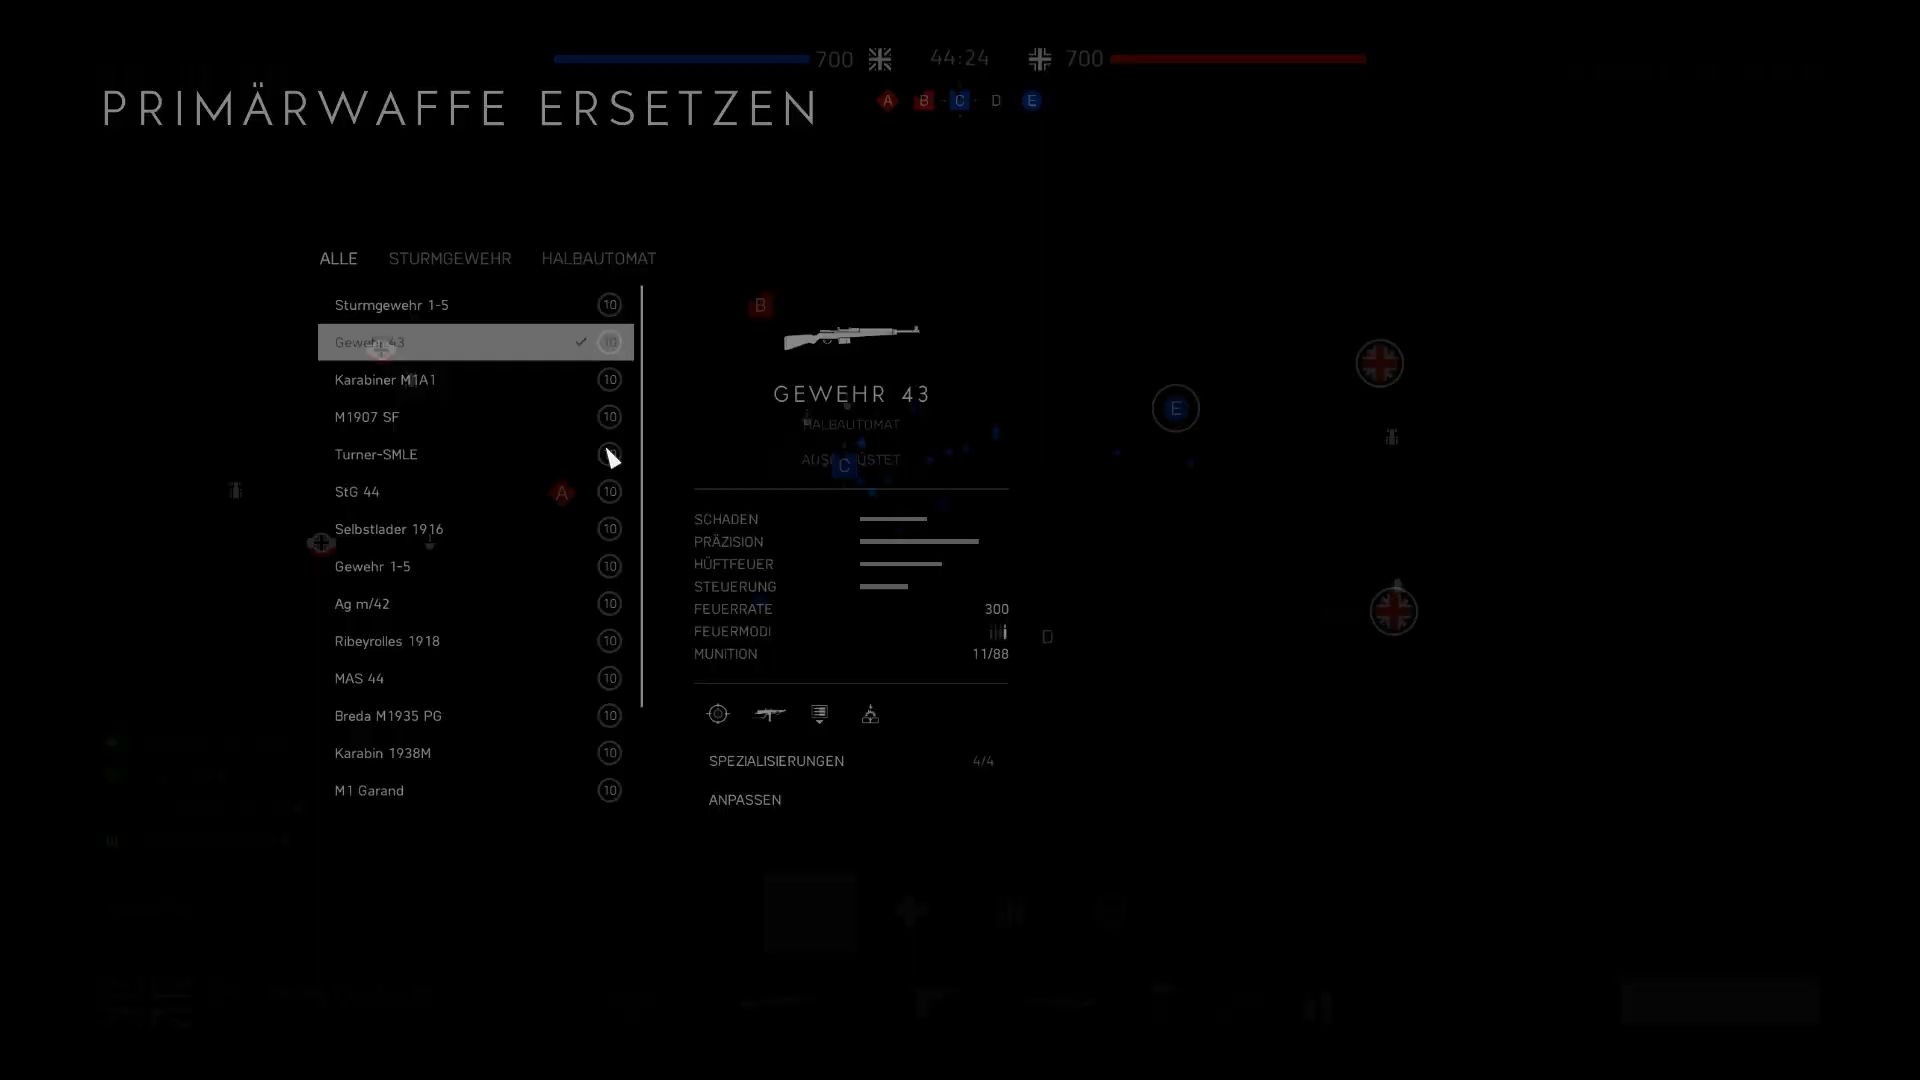 700 44:24 700
PRIMÄRWAFFE ERSETZEN
A B C D E
ALLE STURMGEWEHR HALBAUTOMAT
Sturmgewehr 1-5 10
Gewehr 43 10
Karabiner M1A1 10
M1907 SF 10
Turner-SMLE
StG 44 10
Selbstlader 1916 10
Gewehr 1-5 10
Ag m/42 10
Ribeyrolles 1918 10
MAS 44 10
Breda M1935 PG 10
Karabin 1938M 10
M1 Garand 10
B
A
C
E
D
GEWEHR 43
HALBAUTOMAT
AUSGERÜSTET
SCHADEN
PRÄZISION
HÜFTFEUER
STEUERUNG
FEUERRATE 300
FEUERMODI
MUNITION 11/88
SPEZIALISIERUNGEN 4/4
ANPASSEN